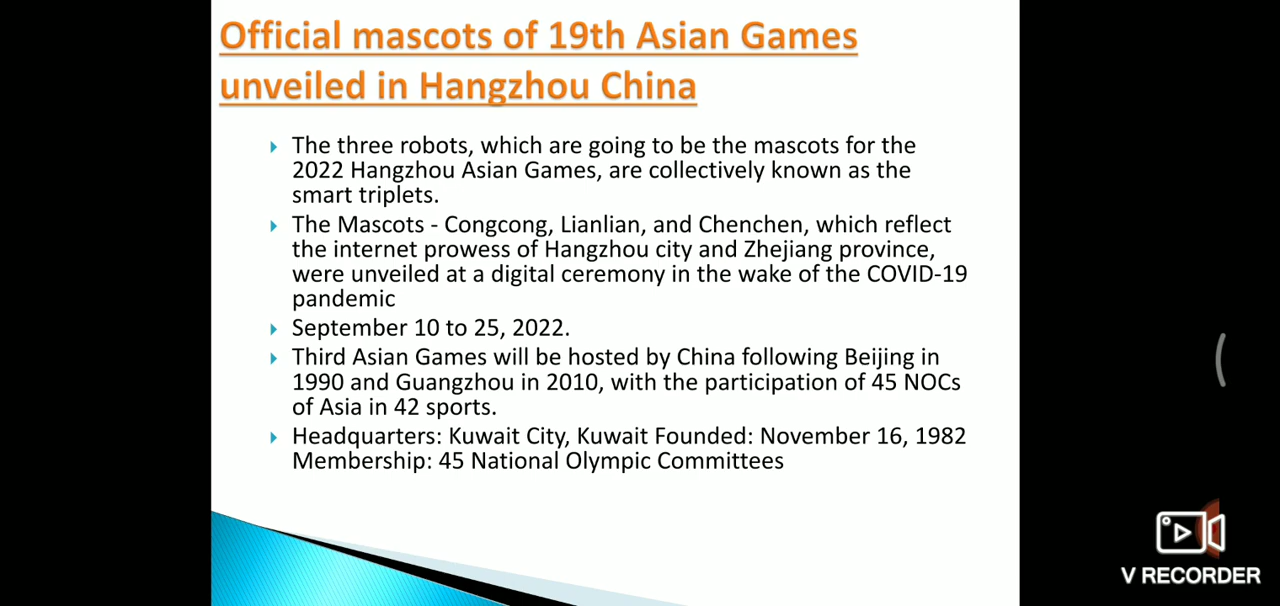 Official mascots of 19th Asian Games
unveiled in Hangzhou China
The three robots, which are going to be the mascots for the
2022 Hangzhou Asian Games, are collectively known as the
smart triplets.
The Mascots - Congcong, Lianlian, and Chenchen, which reflect
the internet prowess of Hangzhou city and Zhejiang province,
were unveiled at a digital ceremony in the wake of the COVID-19
pandemic
September 10 to 25, 2022.
Third Asian Games will be hosted by China following Beijing in
1990 and Guangzhou in 2010, with the participation of 45 NOCs
of Asia in 42 sports.
Headquarters: Kuwait City, Kuwait Founded: November 16, 1982
Membership: 45 National Olympic Committees
V RECORDER